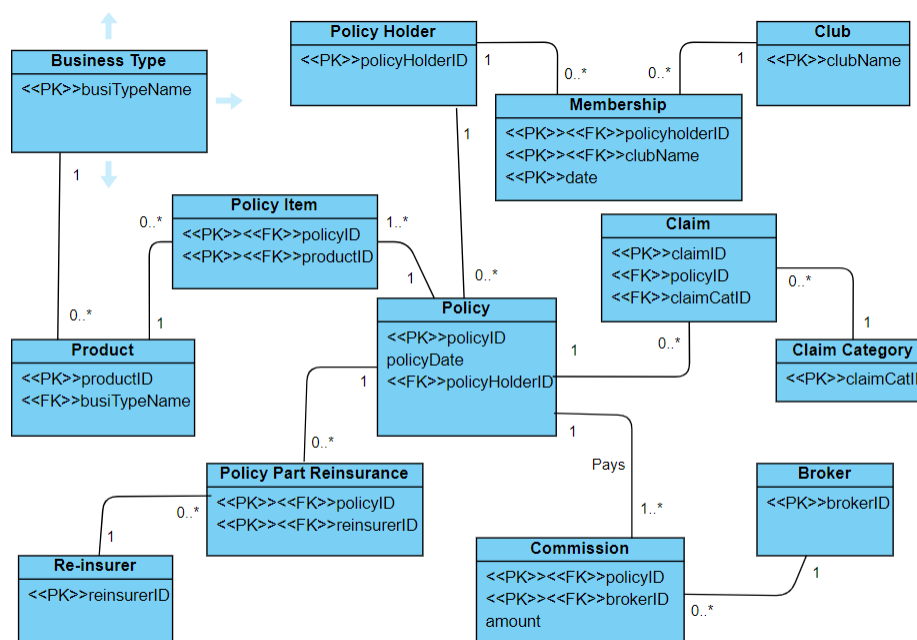 Business Type
<<PK>>busiTypeName
Policy Holder
<<PK>>policyHolderID
Club
<<PK>>clubName
1
0..*
0..*
1
Membership
<<PK>><<FK>>policyholderID
<<PK>><<FK>>clubName
<<PK>>date
1
1
Policy Item
<<PK>><<FK>>policyID
<<PK>><<FK>>productID
0..*
1..*
Claim
<<PK>>claimID
<<FK>>policyID
<<FK>>claimCatID
0..*
1
0..*
0..*
1
1
Policy
<<PK>>policyID
policyDate
<<FK>>policyHolderID
1
0..*
1
Product
<<PK>>productID
<<FK>>busiTypeName
Claim Category
<<PK>>claimCatID
1
0..*
1
Pays
1..*
Policy Part Reinsurance
<<PK>><<FK>>policyID
<<PK>><<FK>>reinsurerID
0..*
1
Broker
<<PK>>brokerID
Re-insurer
<<PK>>reinsurerID
Commission
<<PK>><<FK>>policyID
<<PK>><<FK>>brokerID
amount
0..*
1